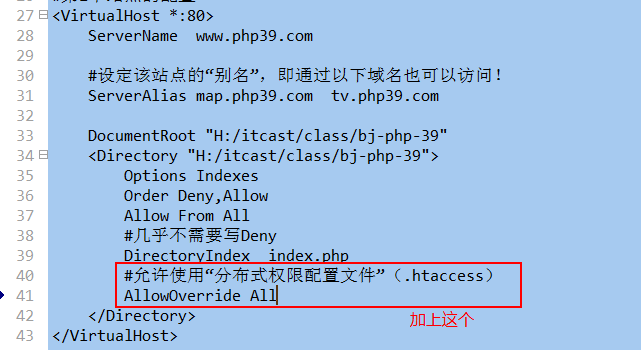 27 <VirtualHost *:80>
28 ServerName www.php39.com
29
30 #设定该站点的“别名”，即通过以下域名也可以访问！
31 ServerAlias map.php39.com tv.php39.com
32
33 DocumentRoot "H:/itcast/class/bj-php-39"
34 <Directory "H:/itcast/class/bj-php-39">
35 Options Indexes
36 Order Deny,Allow
37 Allow From All
38 #几乎不需要写Deny
39 DirectoryIndex index.php
40 #允许使用“分布式权限配置文件”（.htaccess）
41 AllowOverride All
42 </Directory>
加上这个
43 </VirtualHost>